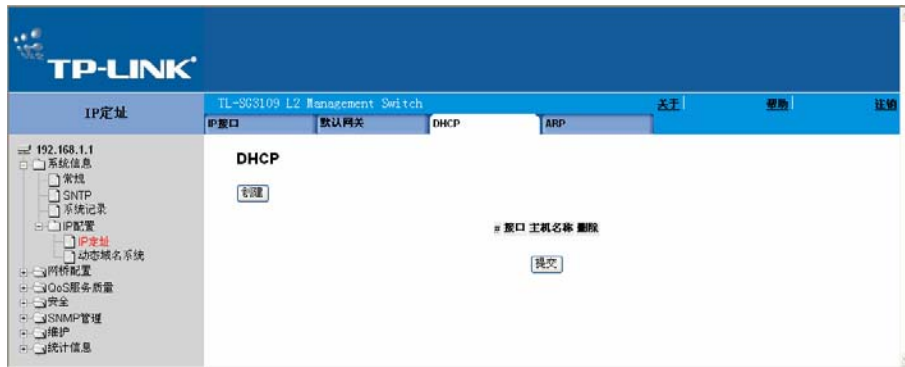 TP-LINK
IP定址
TL-SG3109 L2 Management Switch
关于 帮助 注销
IP接口 默认网关 DHCP ARP
192.168.1.1
系统信息
常规
SNTP
系统记录
IP配置
IP定址
动态域名系统
网桥配置
QoS服务质量
安全
SNMP管理
维护
统计信息
DHCP
创建
# 接口 主机名称 删除
提交